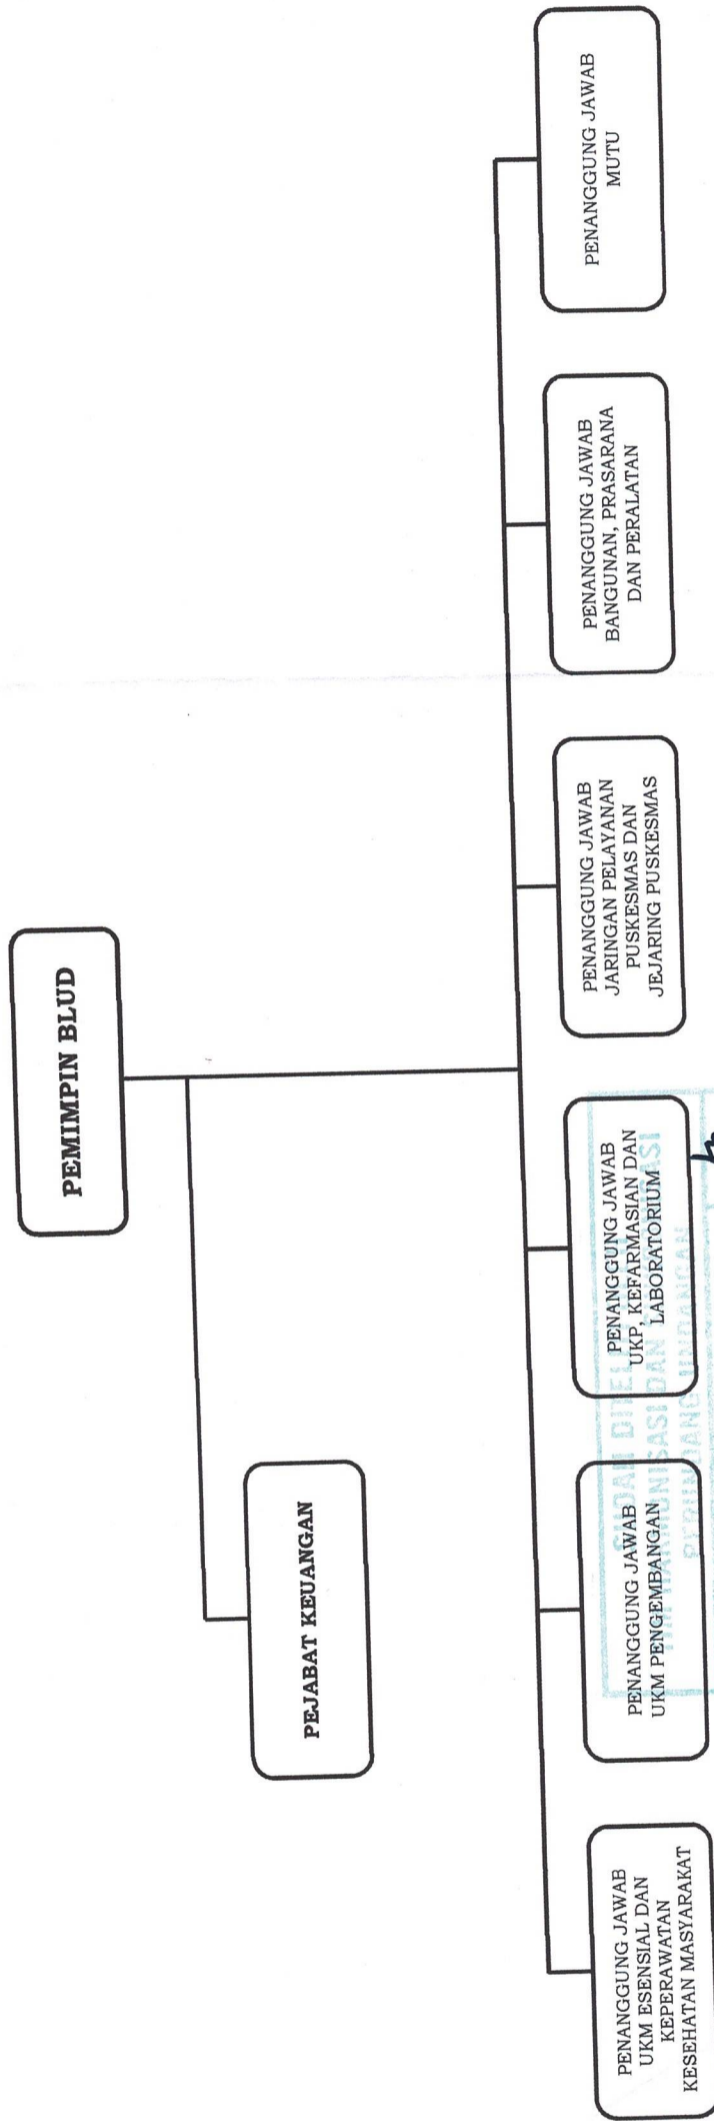 PEMIMPIN BLUD
PEJABAT KEUANGAN
PENANGGUNG JAWAB
UKM ESENSIAL DAN
KEPERAWATAN
KESEHATAN MASYARAKAT
PENANGGUNG JAWAB
UKM PENGEMBANGAN
PENANGGUNG JAWAB
UKP, KEFARMASIAN DAN
LABORATORIUM
PENANGGUNG JAWAB
JARINGAN PELAYANAN
PUSKESMAS DAN
JEJARING PUSKESMAS
PENANGGUNG JAWAB
BANGUNAN, PRASARANA
DAN PERALATAN
PENANGGUNG JAWAB
MUTU